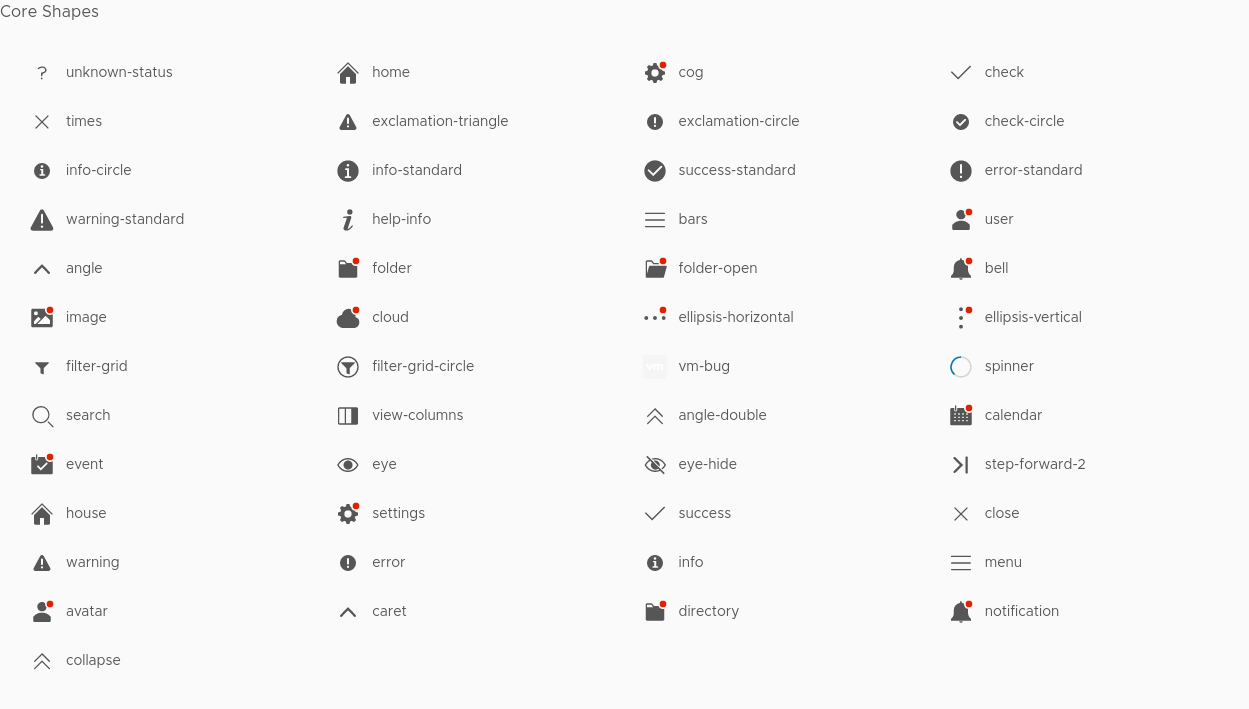 Core Shapes
unknown-status home cog check
times exclamation-triangle exclamation-circle check-circle
info-circle info-standard success-standard error-standard
warning-standard help-info bars user
angle folder folder-open bell
image cloud ellipsis-horizontal ellipsis-vertical
filter-grid filter-grid-circle vm vm-bug spinner
search view-columns angle-double calendar
event eye eye-hide step-forward-2
house settings success close
warning error info menu
avatar caret directory notification
collapse